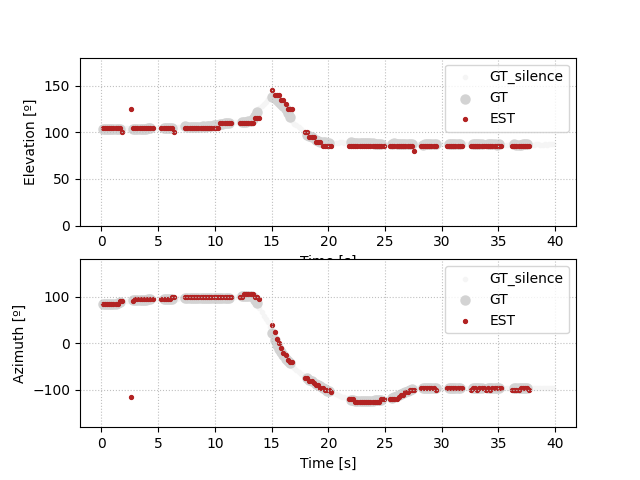 150
100
50
0
Elevation [º]
GT_silence
GT
EST
0 5 10 15 20 25 30 35 40
Time [s]
100
0
−100
Azimuth [º]
GT_silence
GT
EST
0 5 10 15 20 25 30 35 40
Time [s]